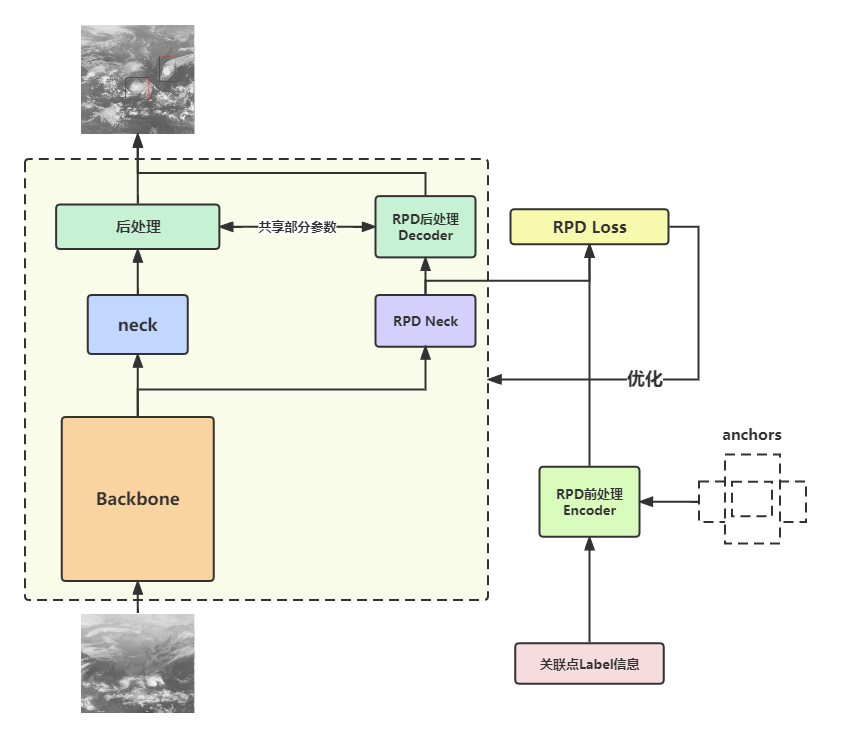 后处理
共享部分参数
RPD后处理
Decoder
RPD Loss
neck
RPD Neck
优化
anchors
Backbone
RPD前处理
Encoder
关联点Label信息